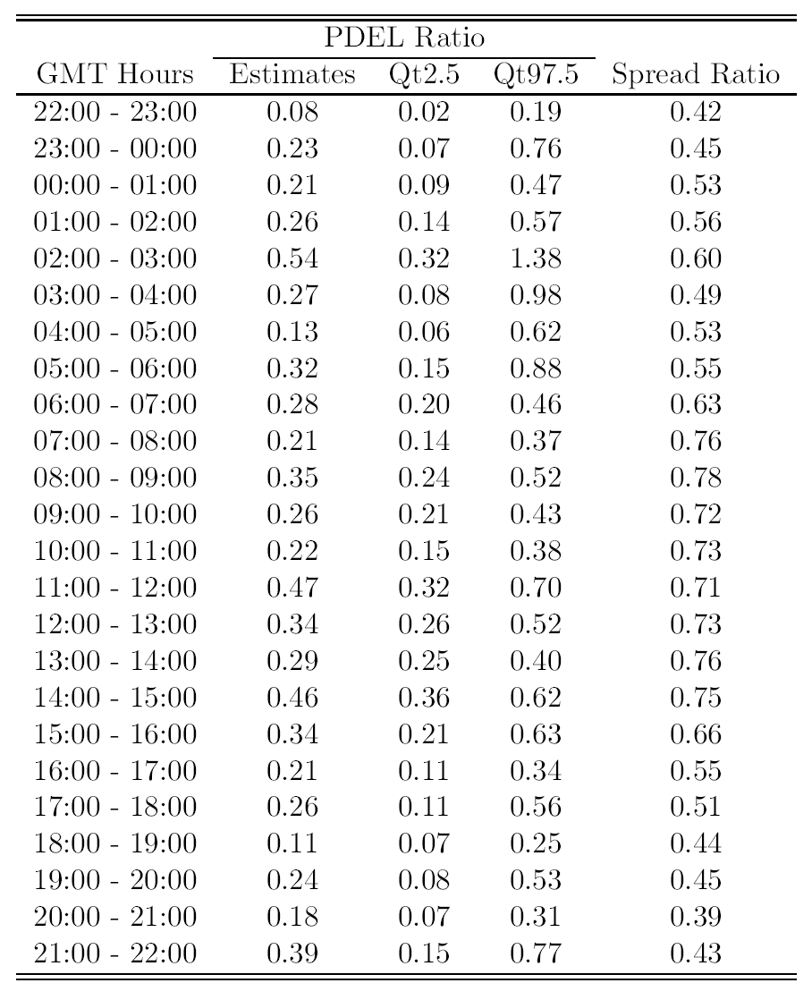 PDEL Ratio
GMT Hours Estimates Qt2.5 Qt97.5 Spread Ratio
22:00 - 23:00 0.08 0.02 0.19 0.42
23:00 - 00:00 0.23 0.07 0.76 0.45
00:00 - 01:00 0.21 0.09 0.47 0.53
01:00 - 02:00 0.26 0.14 0.57 0.56
02:00 - 03:00 0.54 0.32 1.38 0.60
03:00 - 04:00 0.27 0.08 0.98 0.49
04:00 - 05:00 0.13 0.06 0.62 0.53
05:00 - 06:00 0.32 0.15 0.88 0.55
06:00 - 07:00 0.28 0.20 0.46 0.63
07:00 - 08:00 0.21 0.14 0.37 0.76
08:00 - 09:00 0.35 0.24 0.52 0.78
09:00 - 10:00 0.26 0.21 0.43 0.72
10:00 - 11:00 0.22 0.15 0.38 0.73
11:00 - 12:00 0.47 0.32 0.70 0.71
12:00 - 13:00 0.34 0.26 0.52 0.73
13:00 - 14:00 0.29 0.25 0.40 0.76
14:00 - 15:00 0.46 0.36 0.62 0.75
15:00 - 16:00 0.34 0.21 0.63 0.66
16:00 - 17:00 0.21 0.11 0.34 0.55
17:00 - 18:00 0.26 0.11 0.56 0.51
18:00 - 19:00 0.11 0.07 0.25 0.44
19:00 - 20:00 0.24 0.08 0.53 0.45
20:00 - 21:00 0.18 0.07 0.31 0.39
21:00 - 22:00 0.39 0.15 0.77 0.43